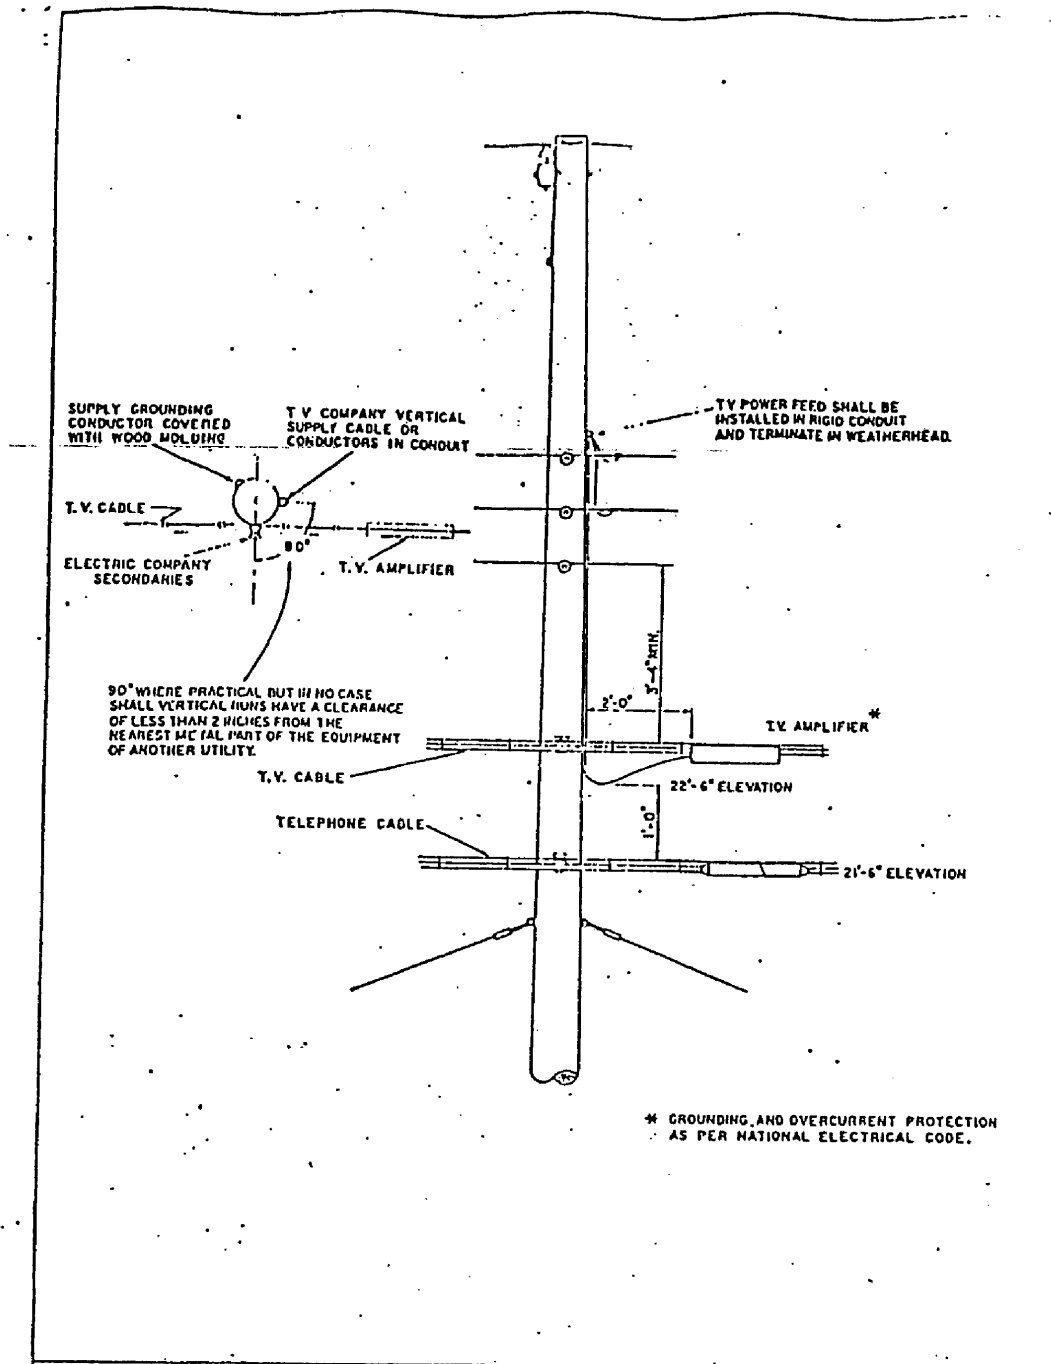 SUPPLY GROUNDING
CONDUCTOR COVERED
WITH WOOD MOLDING
T V COMPANY VERTICAL
SUPPLY CABLE OR
CONDUCTORS IN CONDUIT
TV POWER FEED SHALL BE
INSTALLED IN RIGID CONDUIT
AND TERMINATE IN WEATHERHEAD.
T.V. CABLE
90°
ELECTRIC COMPANY
SECONDARIES
T.V. AMPLIFIER
3'-4" MIN.
90° WHERE PRACTICAL BUT IN NO CASE
SHALL VERTICAL RUNS HAVE A CLEARANCE
OF LESS THAN 2 INCHES FROM THE
NEAREST METAL PART OF THE EQUIPMENT
OF ANOTHER UTILITY.
2'-0"
T.V. AMPLIFIER*
T.V. CABLE
22'-6" ELEVATION
1'-0"
TELEPHONE CABLE
21'-6" ELEVATION
* GROUNDING, AND OVERCURRENT PROTECTION
AS PER NATIONAL ELECTRICAL CODE.